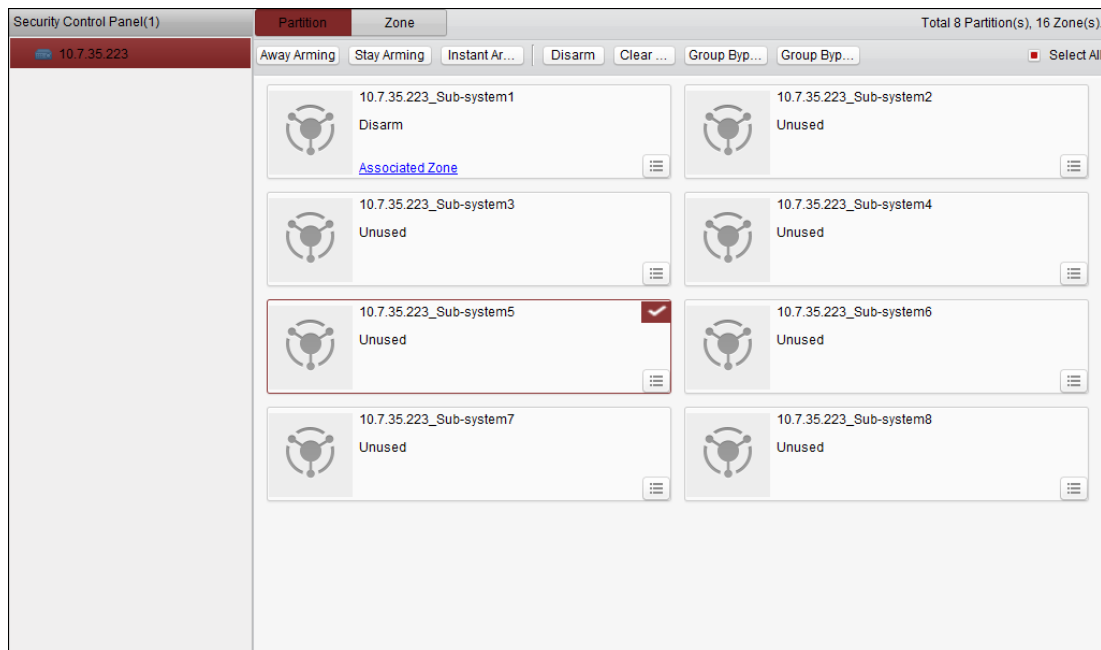 Security Control Panel(1)
Partition Zone Total 8 Partition(s), 16 Zone(s).
10.7.35.223
Away Arming Stay Arming Instant Ar... Disarm Clear ... Group Byp... Group Byp... Select All
10.7.35.223_Sub-system1
Disarm
Associated Zone
10.7.35.223_Sub-system2
Unused
10.7.35.223_Sub-system3
Unused
10.7.35.223_Sub-system4
Unused
10.7.35.223_Sub-system5
Unused
10.7.35.223_Sub-system6
Unused
10.7.35.223_Sub-system7
Unused
10.7.35.223_Sub-system8
Unused